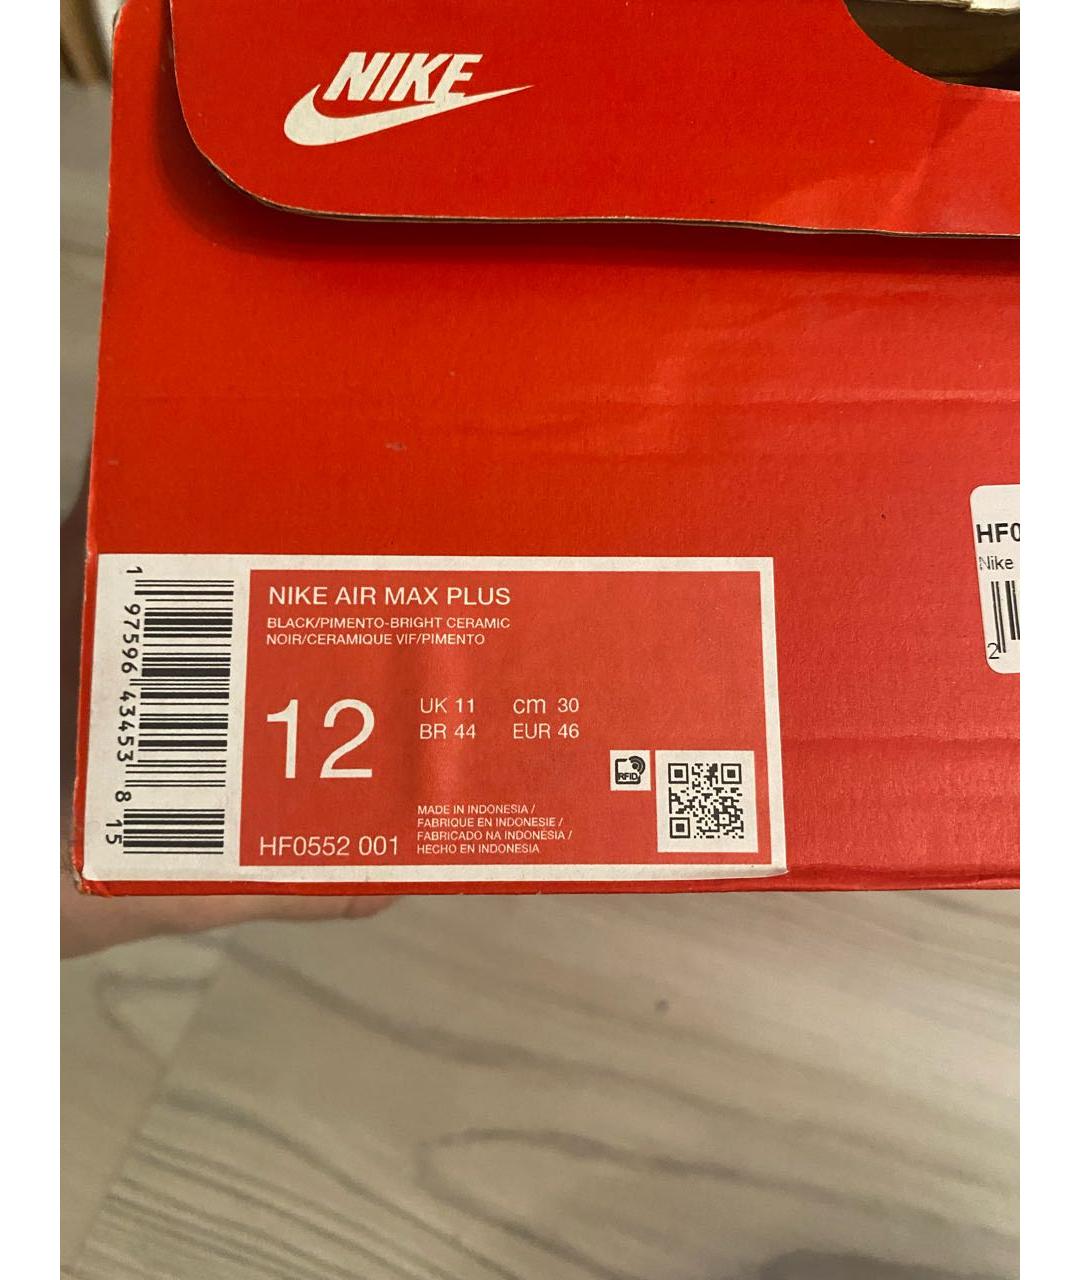 NIKE
HF0
Nike
2
NIKE AIR MAX PLUS
BLACK/PIMENTO-BRIGHT CERAMIC
NOIR/CERAMIQUE VIF/PIMENTO
12
UK 11 cm 30
BR 44 EUR 46
RFID
MADE IN INDONESIA /
FABRIQUE EN INDONESIE /
FABRICADO NA INDONÉSIA /
HECHO EN INDONESIA
HF0552 001
1 97596 43453 8 15